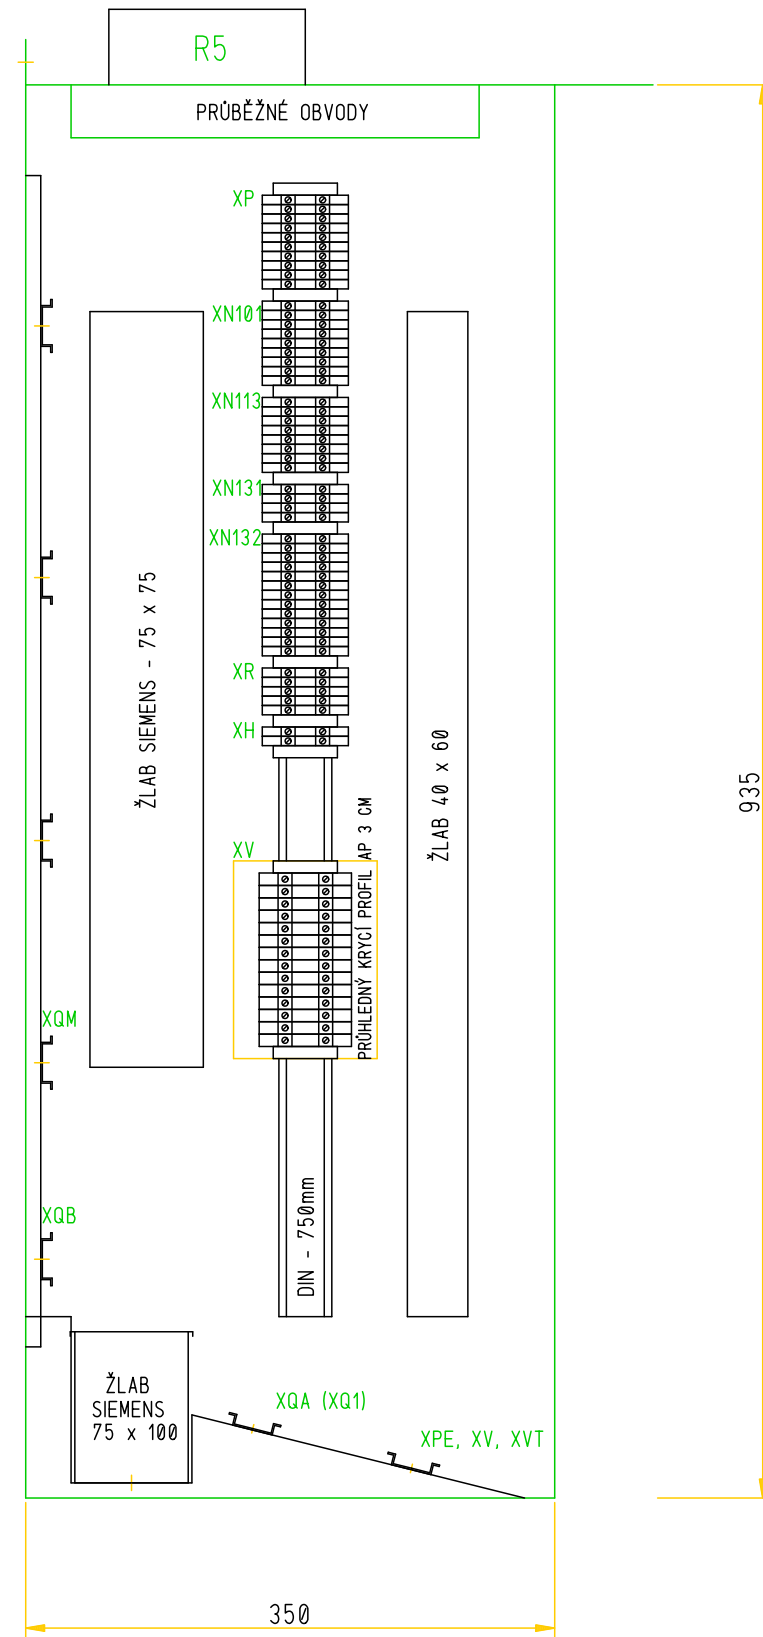 R5
PRŮBĚŽNÉ OBVODY
XP
XN101
XN113
XN131
XN132
XR
XH
XV
ŽLAB SIEMENS - 75 x 75
ŽLAB 40 x 60
PRŮHLEDNÝ KRYCÍ PROFIL AP 3 CM
935
XQM
XQB
DIN - 750mm
ŽLAB
SIEMENS
75 x 100
XQA (XQ1)
XPE, XV, XVT
350